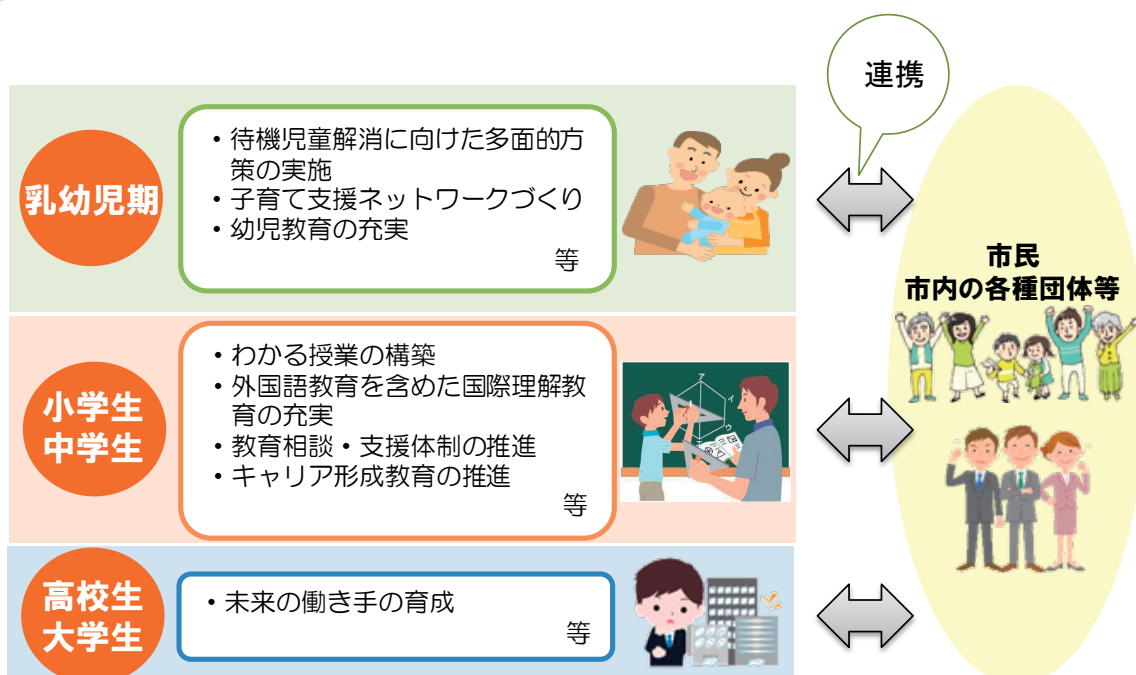 連携
乳幼児期
・待機児童解消に向けた多面的方
策の実施
・子育て支援ネットワークづくり
・幼児教育の充実
等
市民
市内の各種団体等
小学生
中学生
・わかる授業の構築
・外国語教育を含めた国際理解教
育の充実
・教育相談・支援体制の推進
・キャリア形成教育の推進
等
ア
イ
ウ
高校生
大学生
・未来の働き手の育成
等